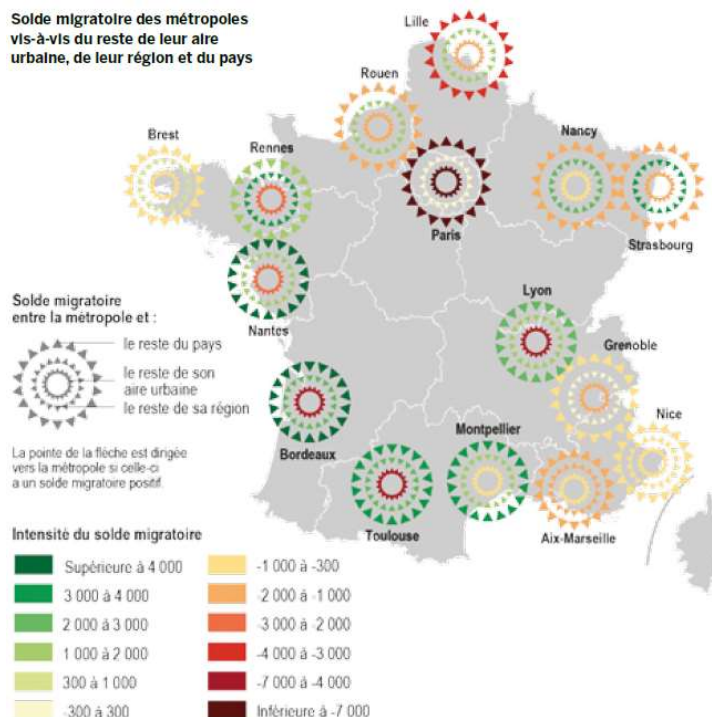 Solde migratoire des métropoles
vis-à-vis du reste de leur aire
urbaine, de leur région et du pays
Lille
Rouen
Brest
Rennes
Nancy
Paris
Strasbourg
Nantes
Lyon
Grenoble
Nice
Bordeaux
Montpellier
Toulouse
Aix-Marseille
Solde migratoire
entre la métropole et :
le reste du pays
le reste de son
aire urbaine
le reste de sa région
La pointe de la flèche est dirigée
vers la métropole si celle-ci
a un solde migratoire positif.
Intensité du solde migratoire
Supérieure à 4 000
3 000 à 4 000
2 000 à 3 000
1 000 à 2 000
300 à 1 000
-300 à 300
-1 000 à -300
-2 000 à -1 000
-3 000 à -2 000
-4 000 à -3 000
-7 000 à -4 000
Inférieure à -7 000